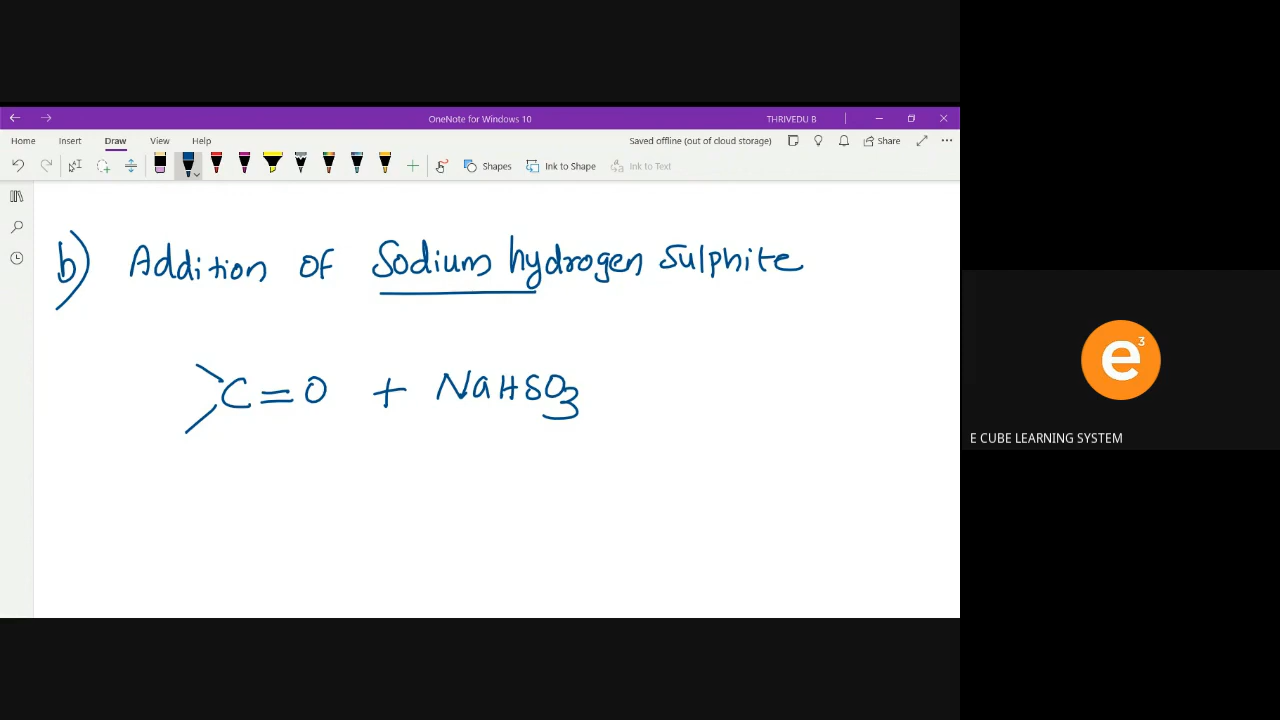 OneNote for Windows 10
THRIVEDU B
Home Insert Draw View Help
Saved offline (out of cloud storage)
Share
Shapes
Ink to Shape
Ink to Text
b) Addition of Sodium hydrogen Sulphite
>C=O + NaHSO3
e3
E CUBE LEARNING SYSTEM